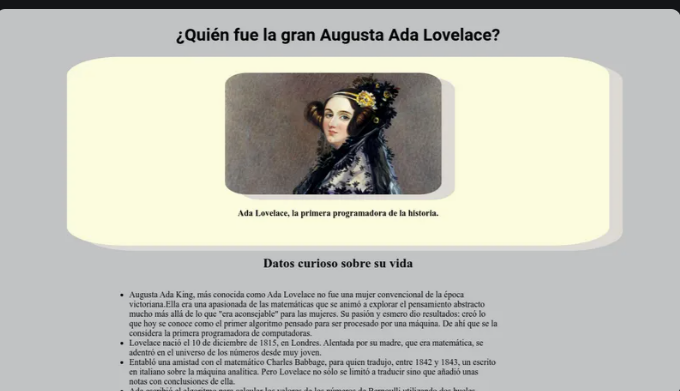 ¿Quién fue la gran Augusta Ada Lovelace?
Ada Lovelace, la primera programadora de la historia.
Datos curioso sobre su vida
Augusta Ada King, más conocida como Ada Lovelace no fue una mujer convencional de la época
victoriana.Ella era una apasionada de las matemáticas que se animó a explorar el pensamiento abstracto
mucho más allá de lo que "era aconsejable" para las mujeres. Su pasión y esmero dio resultados: creó lo
que hoy se conoce como el primer algoritmo pensado para ser procesado por una máquina. De ahí que se la
considera la primera programadora de computadoras.
Lovelace nació el 10 de diciembre de 1815, en Londres. Alentada por su madre, que era matemática, se
adentró en el universo de los números desde muy joven.
Entabló una amistad con el matemático Charles Babbage, para quien tradujo, entre 1842 y 1843, un escrito
en italiano sobre la máquina analítica. Pero Lovelace no sólo se limitó a traducir sino que añadió unas
notas con conclusiones de ella.